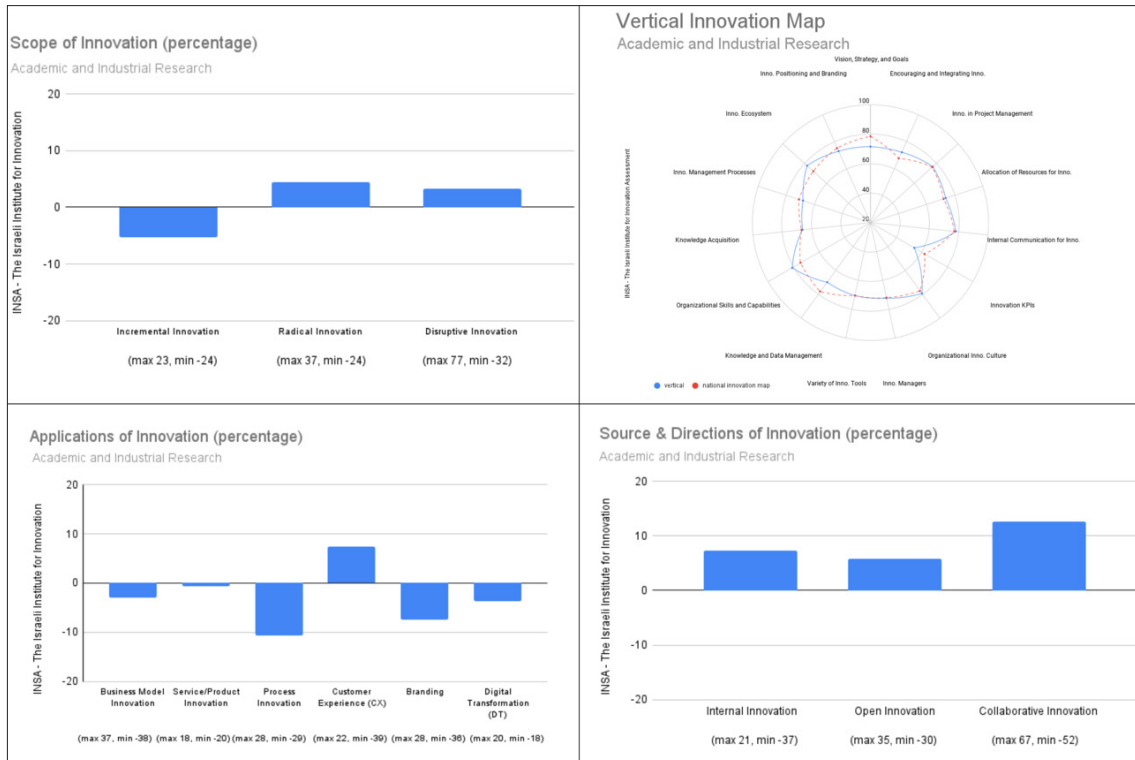 Scope of Innovation (percentage)
Academic and Industrial Research
INSA - The Israeli Institute for Innovation
20
10
0
-10
-20
Incremental Innovation Radical Innovation Disruptive Innovation
(max 23, min -24) (max 37, min -24) (max 77, min -32)
Vertical Innovation Map
Academic and Industrial Research
INSA - The Israeli Institute for Innovation Assessment
Vision, Strategy, and Goals
Inno. Positioning and Branding Encouraging and Integrating Inno.
Inno. Ecosystem Inno. in Project Management
Inno. Management Processes Allocation of Resources for Inno.
Knowledge Acquisition Internal Communication for Inno.
Organizational Skills and Capabilities Innovation KPIs
Knowledge and Data Management Organizational Inno. Culture
Variety of Inno. Tools Inno. Managers
100
80
60
40
20
vertical national innovation map
Applications of Innovation (percentage)
Academic and Industrial Research
INSA - The Israeli Institute for Innovation
20
10
0
-10
-20
Business Model Service/Product Process Customer Branding Digital
Innovation Innovation Innovation Experience (CX) Transformation
(DT)
(max 37, min -38) (max 18, min -20) (max 28, min -29) (max 22, min -39) (max 28, min -36) (max 20, min -18)
Source & Directions of Innovation (percentage)
Academic and Industrial Research
INSA - The Israeli Institute for Innovation
20
10
0
-10
-20
Internal Innovation Open Innovation Collaborative Innovation
(max 21, min -37) (max 35, min -30) (max 67, min -52)